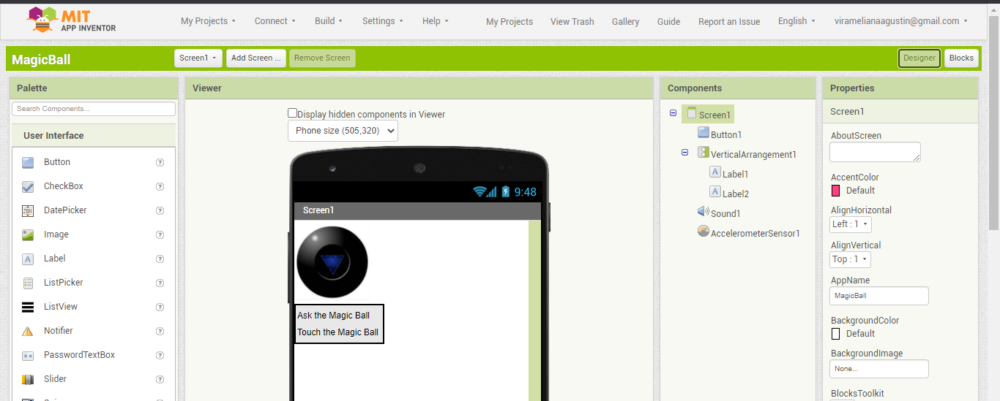 MIT
APP INVENTOR
My Projects Connect Build Settings Help My Projects View Trash Gallery Guide Report an Issue English viramelianaagustin@gmail.com
MagicBall Screen1 Add Screen ... Remove Screen Designer Blocks
Palette
Search Components...
User Interface
Button
CheckBox
DatePicker
Image
Label
ListPicker
ListView
Notifier
PasswordTextBox
Slider
Viewer
Display hidden components in Viewer
Phone size (505,320)
9:48
Screen1
Ask the Magic Ball
Touch the Magic Ball
Components
Screen1
Button1
VerticalArrangement1
Label1
Label2
Sound1
AccelerometerSensor1
Properties
Screen1
AboutScreen
AccentColor
Default
AlignHorizontal
Left : 1
AlignVertical
Top : 1
AppName
MagicBall
BackgroundColor
Default
BackgroundImage
None...
BlocksToolkit